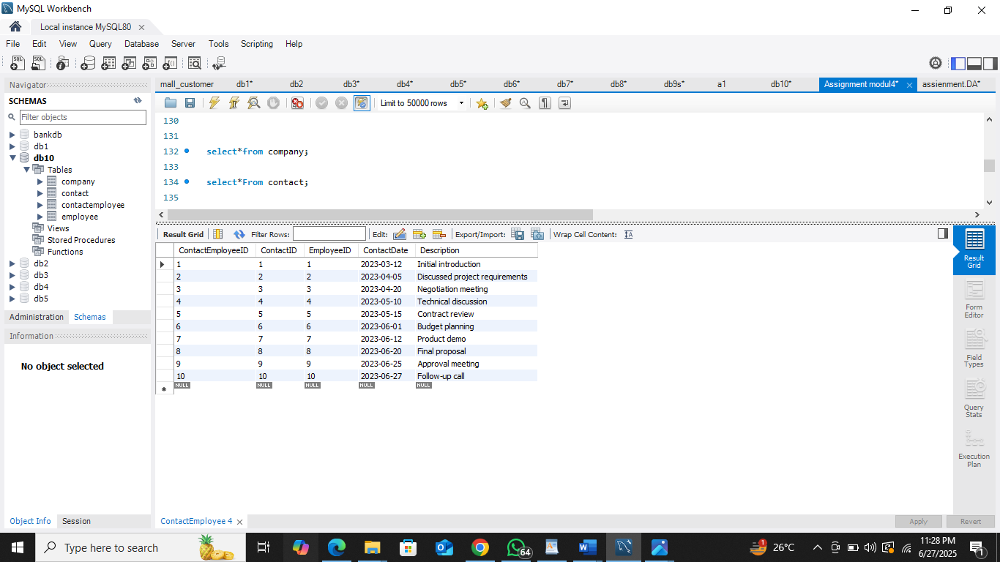 MySQL Workbench
Local instance MySQL80
File Edit View Query Database Server Tools Scripting Help
Navigator
SCHEMAS
Filter objects
bankdb
db1
db10
Tables
company
contact
contactemployee
employee
Views
Stored Procedures
Functions
db2
db3
db4
db5
Administration Schemas
Information
No object selected
Object Info Session
mall_customer db1* db2 db3* db4* db5* db6* db7* db8* db9s* a1 db10* Assignment modul4* assienment.DA*
Limit to 50000 rows
130
131
132 select*from company;
133
134 select*From contact;
135
Result Grid Filter Rows: Edit: Export/Import: Wrap Cell Content: IA
ContactEmployeeID ContactID EmployeeID ContactDate Description
1 1 1 2023-03-12 Initial introduction
2 2 2 2023-04-05 Discussed project requirements
3 3 3 2023-04-20 Negotiation meeting
4 4 4 2023-05-10 Technical discussion
5 5 5 2023-05-15 Contract review
6 6 6 2023-06-01 Budget planning
7 7 7 2023-06-12 Product demo
8 8 8 2023-06-20 Final proposal
9 9 9 2023-06-25 Approval meeting
10 10 10 2023-06-27 Follow-up call
NULL NULL NULL NULL NULL
Result
Grid
Form
Editor
Field
Types
Query
Stats
Execution
Plan
ContactEmployee 4
Apply Revert
Type here to search
64
1
26°C
11:28 PM
6/27/2025
1